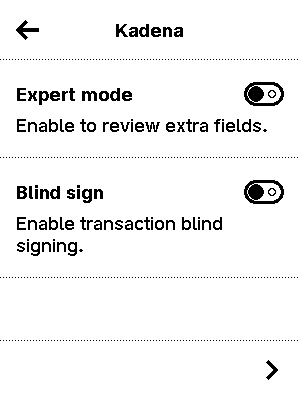 Kadena
Expert mode
Enable to review extra fields.
Blind sign
Enable transaction blind
signing.